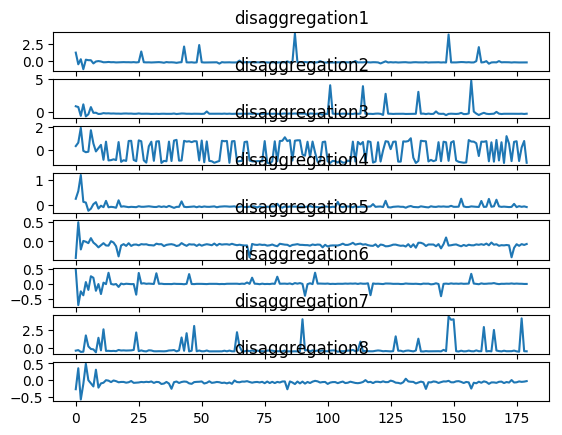 disaggregation1
2.5
0.0
disaggregation2
5
0
disaggregation3
2
0
disaggregation4
1
0
disaggregation5
0.5
0.0
disaggregation6
0.5
0.0
−0.5
disaggregation7
2.5
0.0
disaggregation8
0.5
0.0
−0.5
0 25 50 75 100 125 150 175